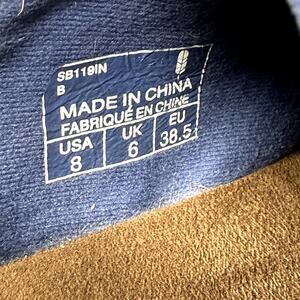 SB119IN
B
MADE IN CHINA
FABRIQUÉ EN CHINE
USA UK EU
8 6 38.5